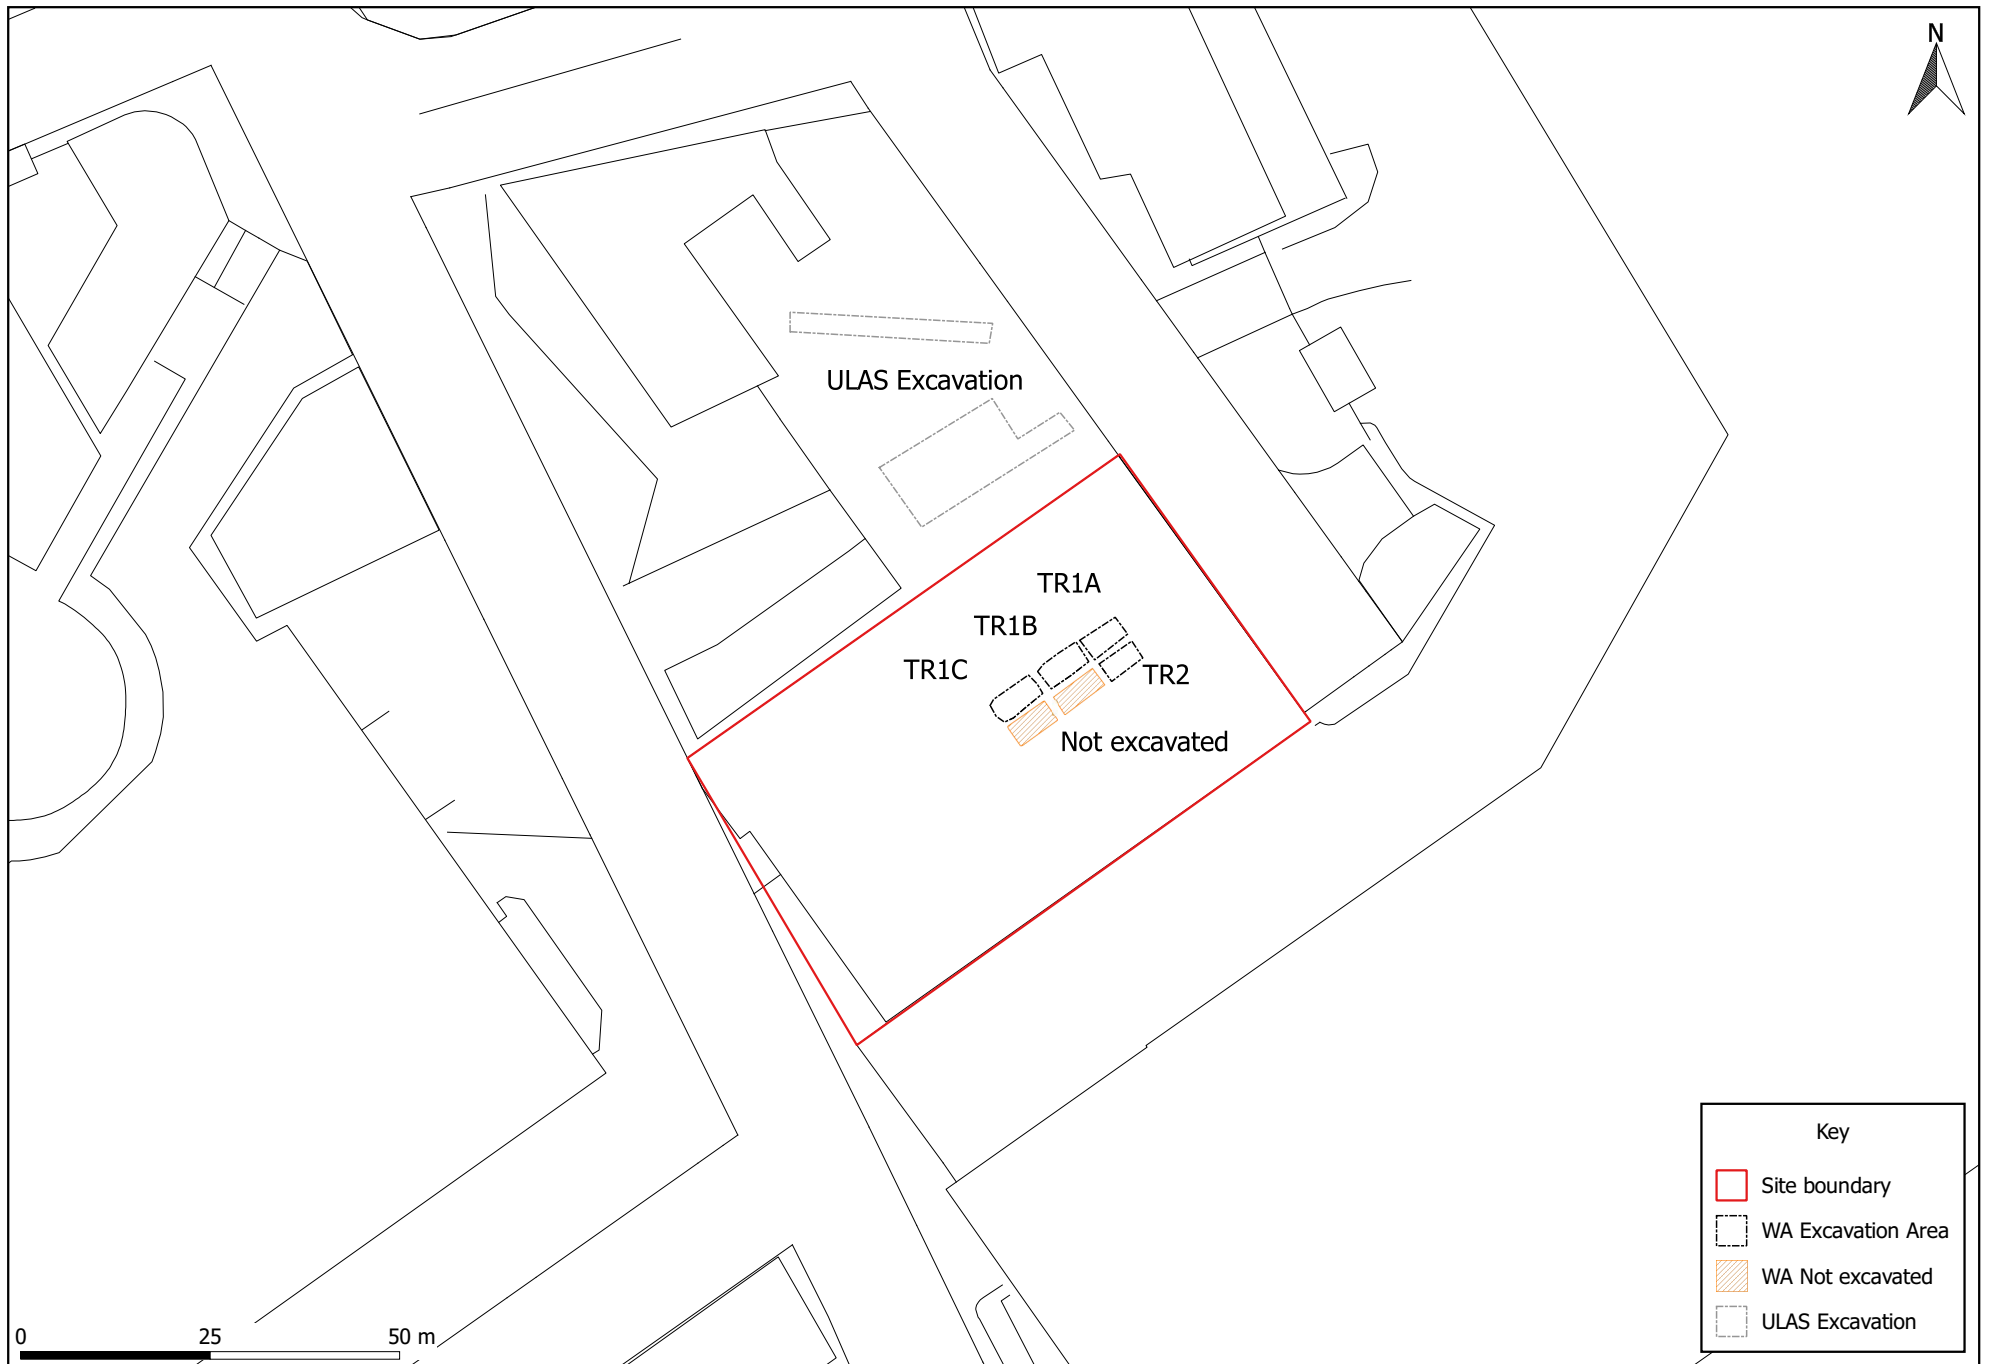 N
ULAS Excavation
TR1A
TR1B
TR1C
TR2
Not excavated
Key
Site boundary
WA Excavation Area
WA Not excavated
ULAS Excavation
0 25 50 m